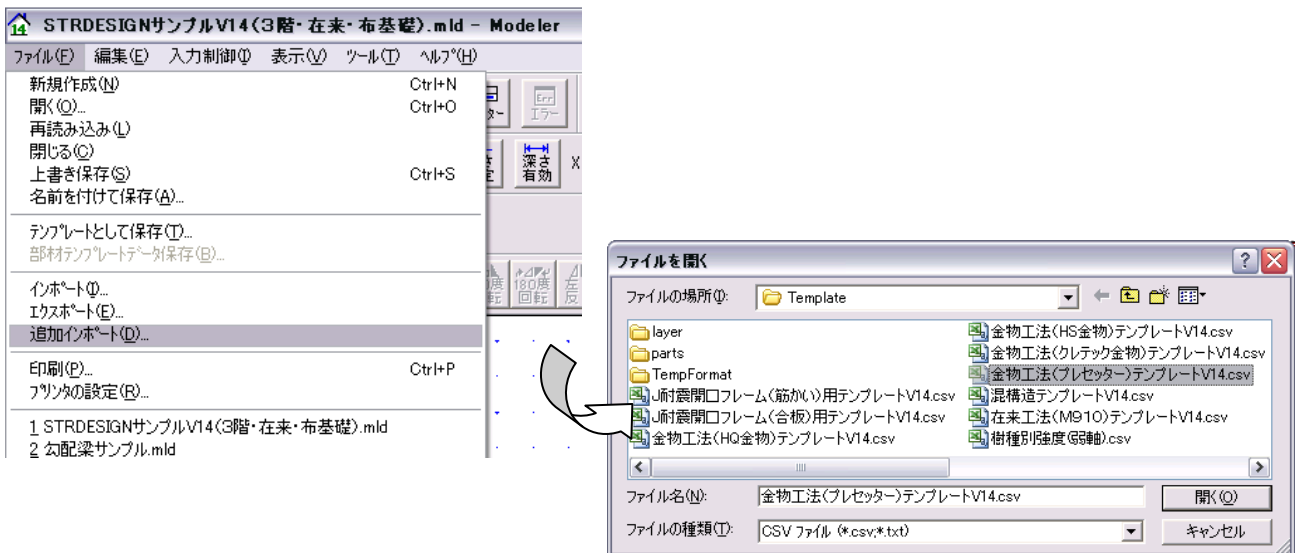 14 STRDESIGNサンプルV14(3階・在来・布基礎).mld - Modeler
ファイル(F) 編集(E) 入力制御(I) 表示(V) ツール(T) ヘルプ(H)
新規作成(N) Ctrl+N
開く(O)... Ctrl+O
再読み込み(L)
閉じる(C)
上書き保存(S) Ctrl+S
名前を付けて保存(A)...
テンプレートとして保存(T)...
部材テンプレートデータ保存(B)...
インポート(I)...
エクスポート(E)...
追加インポート(D)...
印刷(P)... Ctrl+P
プリンタの設定(R)...
1 STRDESIGNサンプルV14(3階・在来・布基礎).mld
2 勾配梁サンプル.mld
Err
エラー
深さ
有効
X
180度
回転
左
反
ファイルを開く
ファイルの場所(I): Template
layer
parts
TempFormat
J耐震開口フレーム(筋かい)用テンプレートV14.csv
J耐震開口フレーム(合板)用テンプレートV14.csv
金物工法(HQ金物)テンプレートV14.csv
金物工法(HS金物)テンプレートV14.csv
金物工法(クレテック金物)テンプレートV14.csv
金物工法(プレセッター)テンプレートV14.csv
混構造テンプレートV14.csv
在来工法(M910)テンプレートV14.csv
樹種別強度(弱軸).csv
ファイル名(N): 金物工法(プレセッター)テンプレートV14.csv 開く(O)
ファイルの種類(T): CSV ファイル (*.csv;*.txt) キャンセル